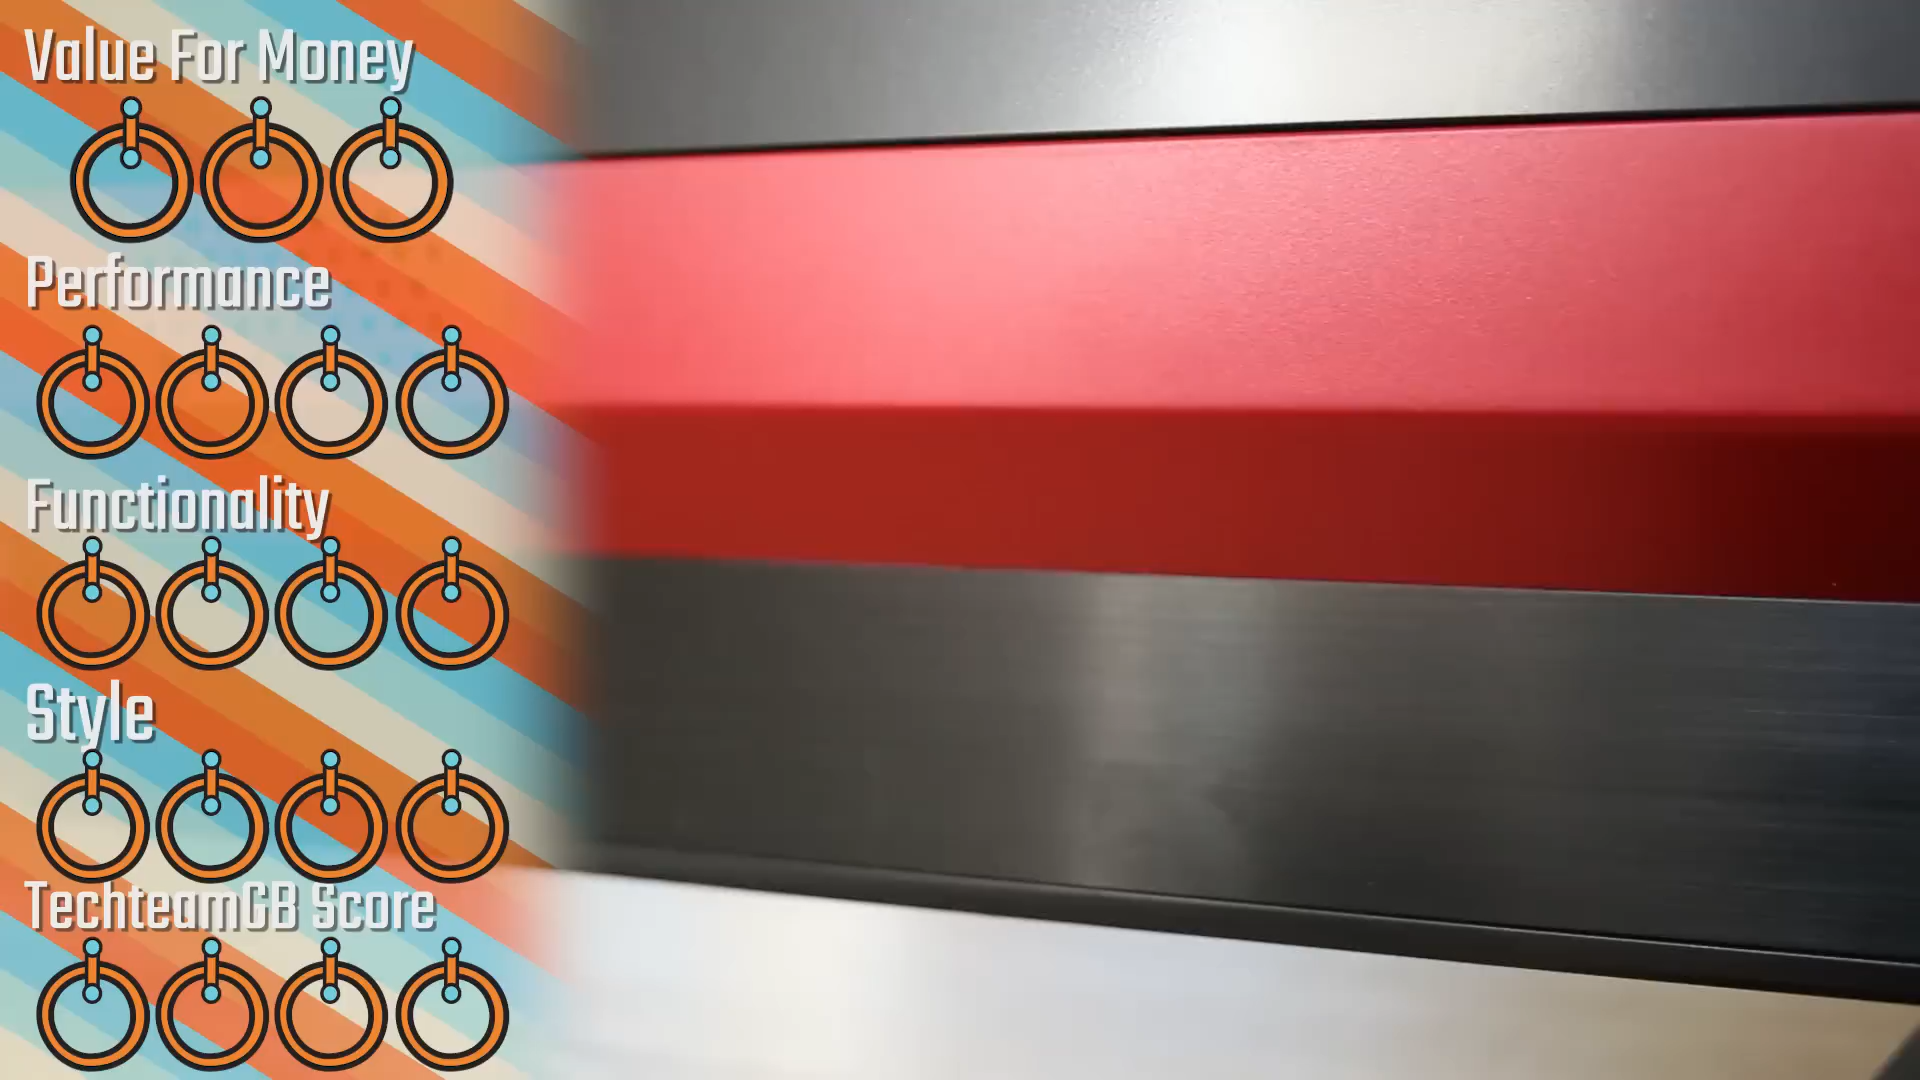 Value For Money
Performance
Functionality
Style
TechteamGB Score